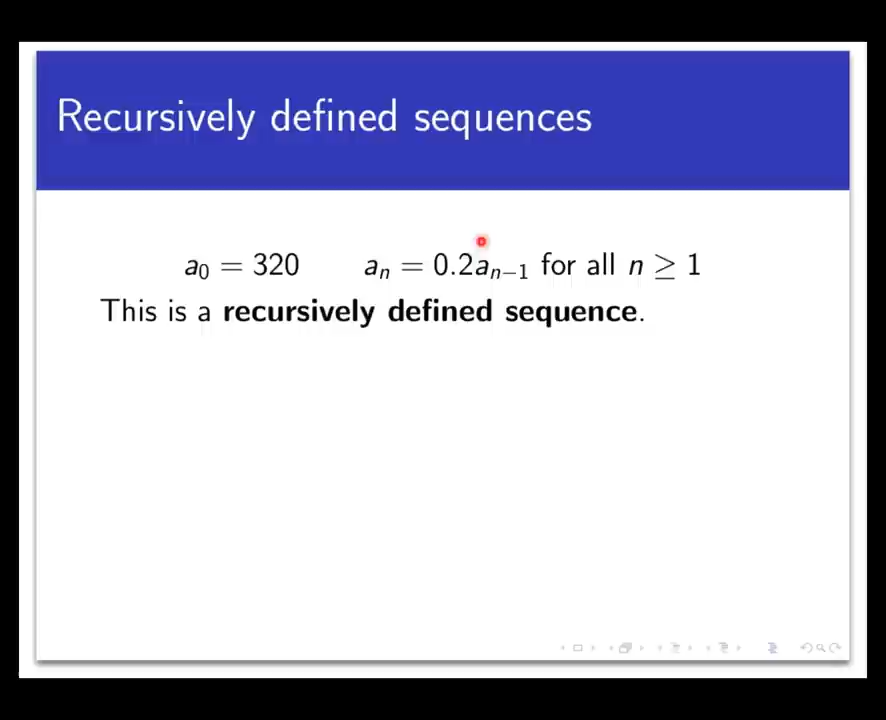 Recursively defined sequences
a₀ = 320 aₙ = 0.2aₙ₋₁ for all n ≥ 1
This is a recursively defined sequence.